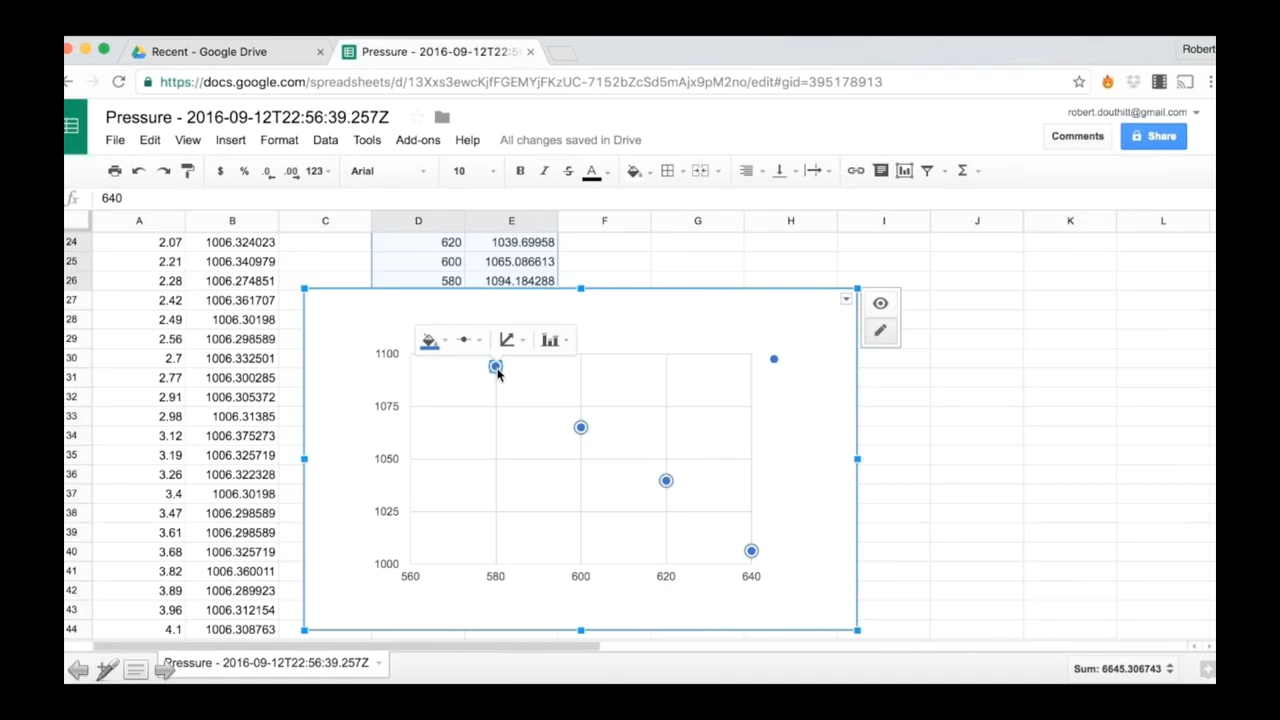 Recent - Google Drive ×
Pressure - 2016-09-12T22:5 ×
Robert
https://docs.google.com/spreadsheets/d/13Xxs3ewcKjfFGEMYjFKzUC-7152bZcSd5mAjx9pM2no/edit#gid=395178913
Pressure - 2016-09-12T22:56:39.257Z
robert.douthitt@gmail.com
File Edit View Insert Format Data Tools Add-ons Help All changes saved in Drive
Comments Share
$ % .0 .00 123 Arial 10 B I S A Σ
fx 640
A B C D E F G H I J K L
24 2.07 1006.324023 620 1039.69958
25 2.21 1006.340979 600 1065.086613
26 2.28 1006.274851 580 1094.184288
27 2.42 1006.361707
28 2.49 1006.30198
29 2.56 1006.298589
30 2.7 1006.332501
31 2.77 1006.300285
32 2.91 1006.305372
33 2.98 1006.31385
34 3.12 1006.375273
35 3.19 1006.325719
36 3.26 1006.322328
37 3.4 1006.30198
38 3.47 1006.298589
39 3.61 1006.298589
40 3.68 1006.325719
41 3.82 1006.360011
42 3.89 1006.289923
43 3.96 1006.312154
44 4.1 1006.308763
1100
1075
1050
1025
1000
560 580 600 620 640
Pressure - 2016-09-12T22:56:39.257Z
Sum: 6645.306743